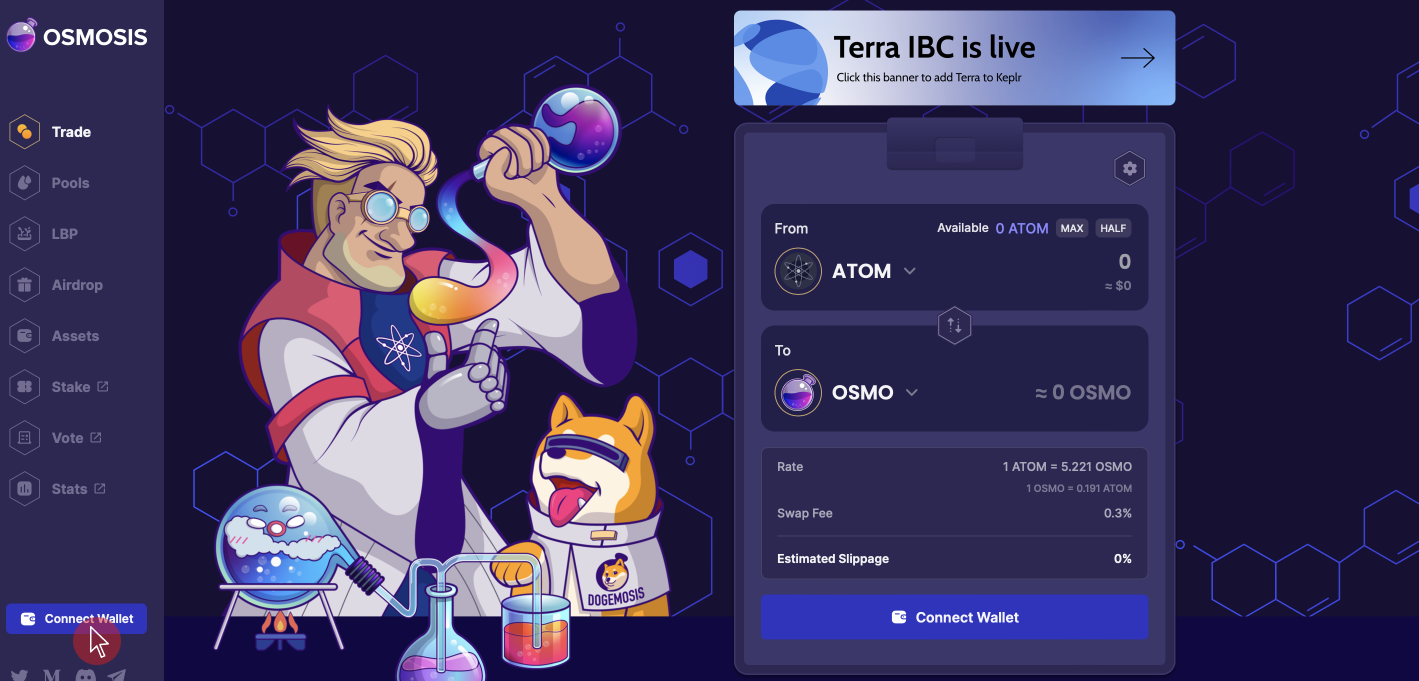 OSMOSIS
Trade
Pools
LBP
Airdrop
Assets
Stake
Vote
Stats
Connect Wallet
DOGEMOSIS
Terra IBC is live
Click this banner to add Terra to Keplr
From
Available 0 ATOM MAX HALF
ATOM
0
≈ $0
To
OSMO
≈ 0 OSMO
Rate
1 ATOM = 5.221 OSMO
1 OSMO = 0.191 ATOM
Swap Fee
0.3%
Estimated Slippage
0%
Connect Wallet